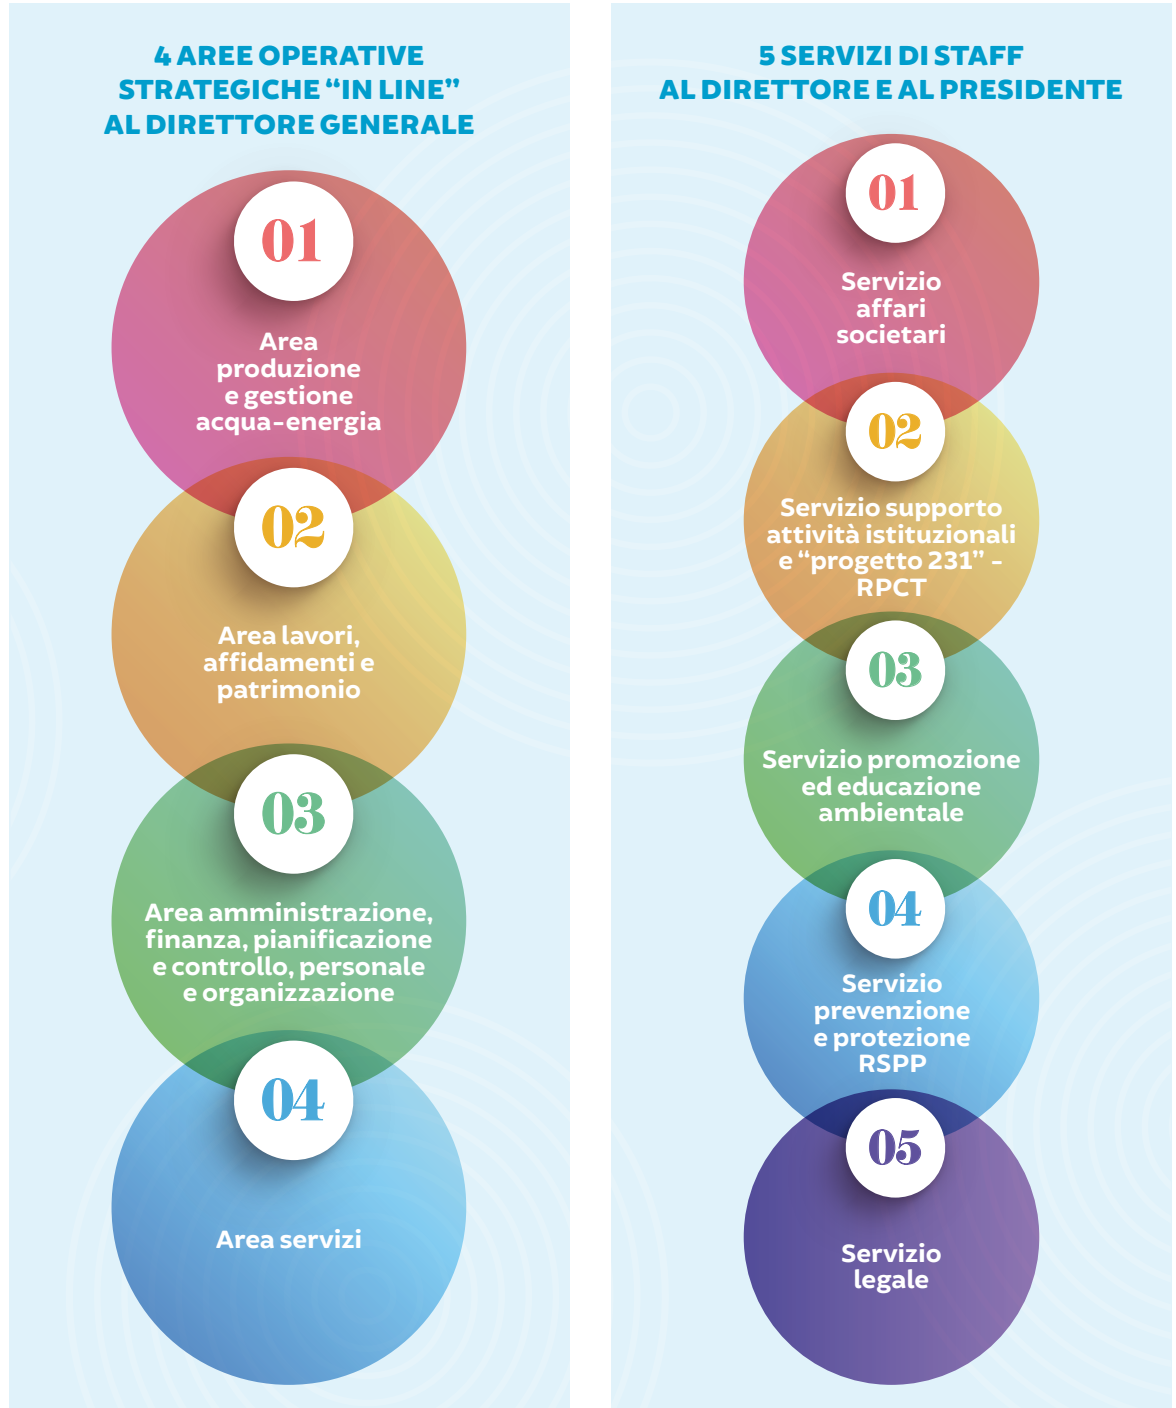 4 AREE OPERATIVE
STRATEGICHE “IN LINE”
AL DIRETTORE GENERALE
01
Area
produzione
e gestione
acqua-energia
02
Area lavori,
affidamenti e
patrimonio
03
Area amministrazione,
finanza, pianificazione
e controllo, personale
e organizzazione
04
Area servizi
5 SERVIZI DI STAFF
AL DIRETTORE E AL PRESIDENTE
01
Servizio
affari
societari
02
Servizio supporto
attività istituzionali
e “progetto 231” -
RPCT
03
Servizio promozione
ed educazione
ambientale
04
Servizio
prevenzione
e protezione
RSPP
05
Servizio
legale